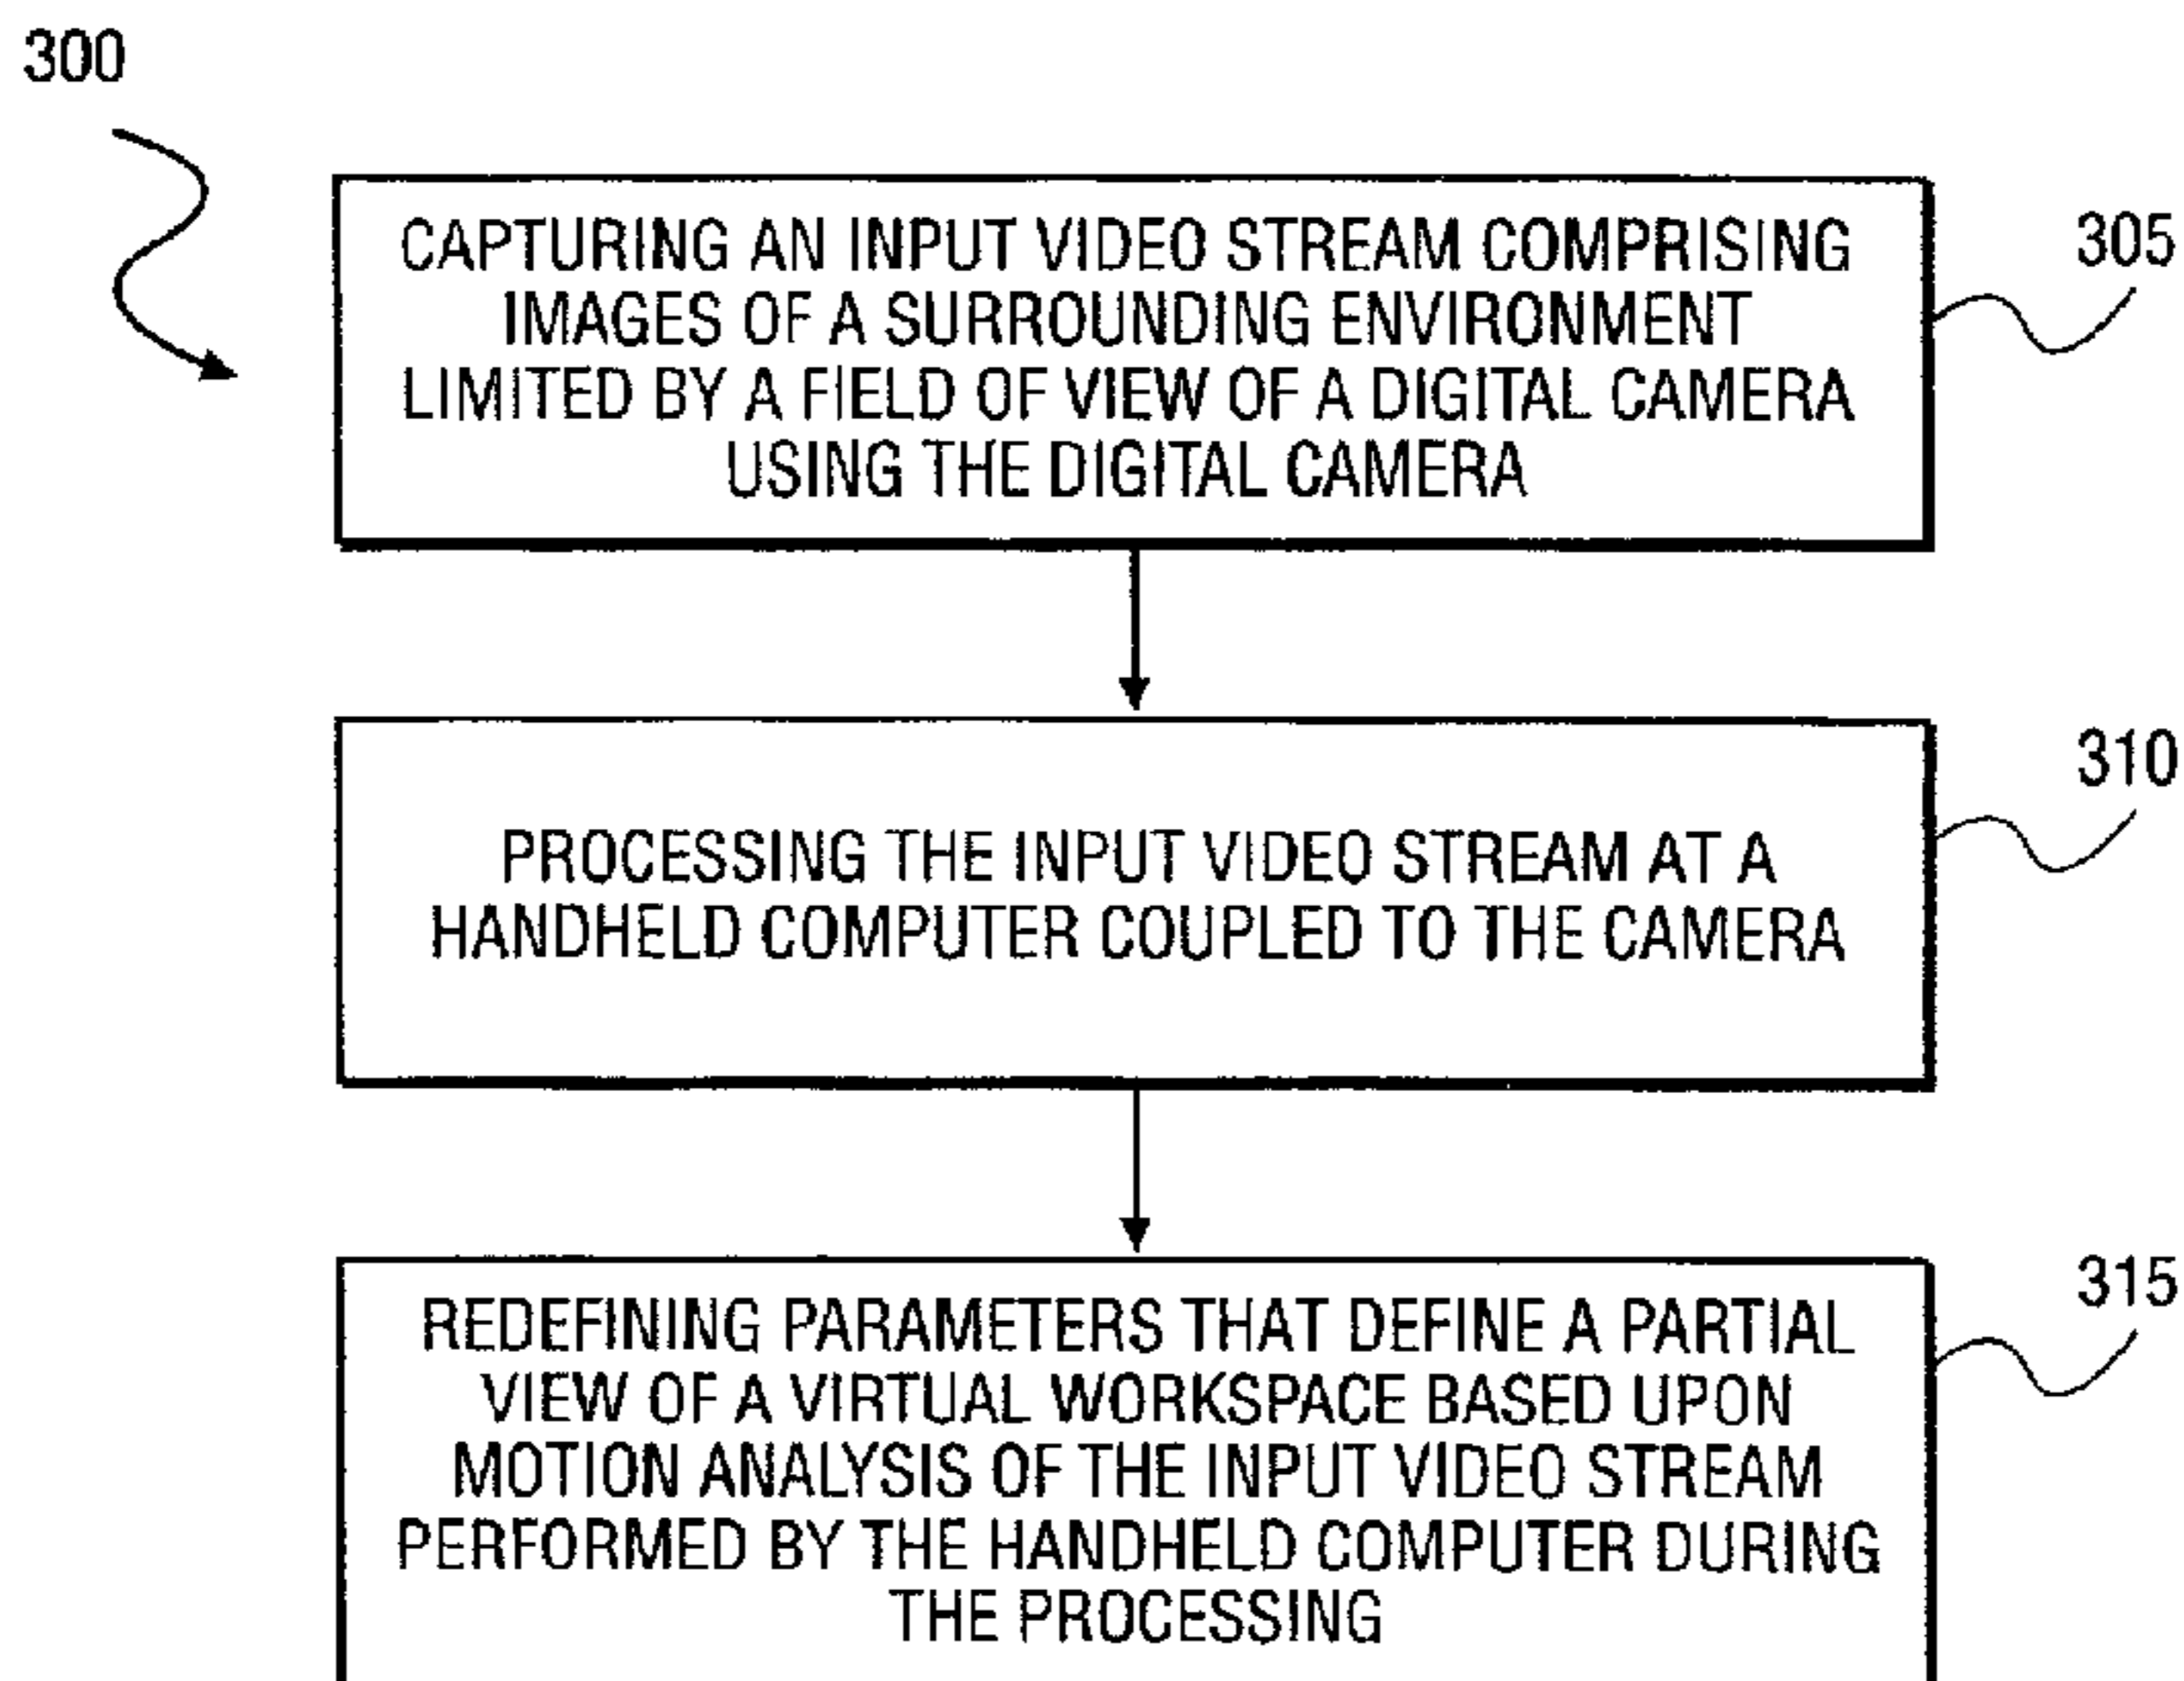 300
CAPTURING AN INPUT VIDEO STREAM COMPRISING
IMAGES OF A SURROUNDING ENVIRONMENT
LIMITED BY A FIELD OF VIEW OF A DIGITAL CAMERA
USING THE DIGITAL CAMERA
305
PROCESSING THE INPUT VIDEO STREAM AT A
HANDHELD COMPUTER COUPLED TO THE CAMERA
310
REDEFINING PARAMETERS THAT DEFINE A PARTIAL
VIEW OF A VIRTUAL WORKSPACE BASED UPON
MOTION ANALYSIS OF THE INPUT VIDEO STREAM
PERFORMED BY THE HANDHELD COMPUTER DURING
THE PROCESSING
315